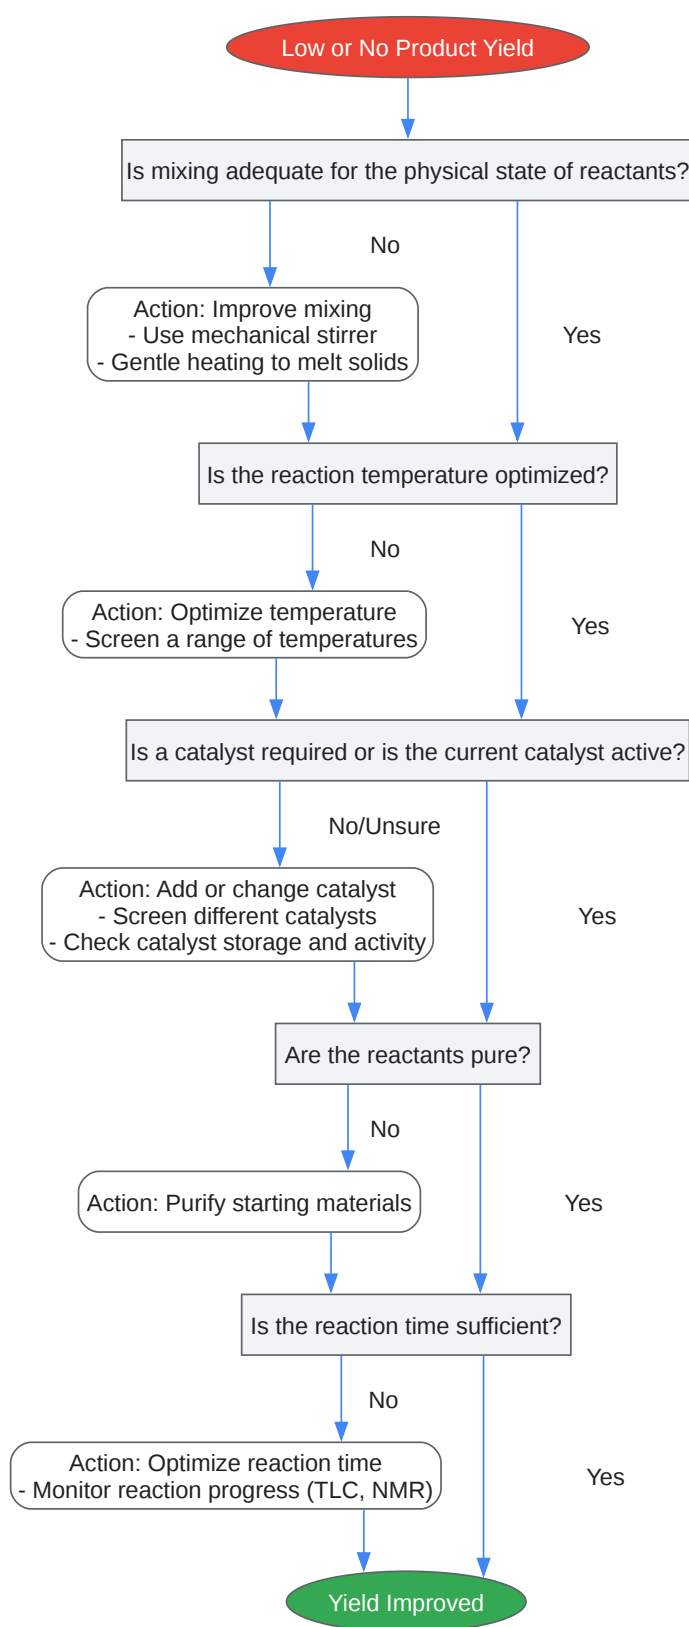 Low or No Product Yield
Is mixing adequate for the physical state of reactants?
No
Action: Improve mixing
- Use mechanical stirrer
- Gentle heating to melt solids
Yes
Is the reaction temperature optimized?
No
Action: Optimize temperature
- Screen a range of temperatures
Yes
Is a catalyst required or is the current catalyst active?
No/Unsure
Action: Add or change catalyst
- Screen different catalysts
- Check catalyst storage and activity
Yes
Are the reactants pure?
No
Action: Purify starting materials
Yes
Is the reaction time sufficient?
No
Action: Optimize reaction time
- Monitor reaction progress (TLC, NMR)
Yes
Yield Improved